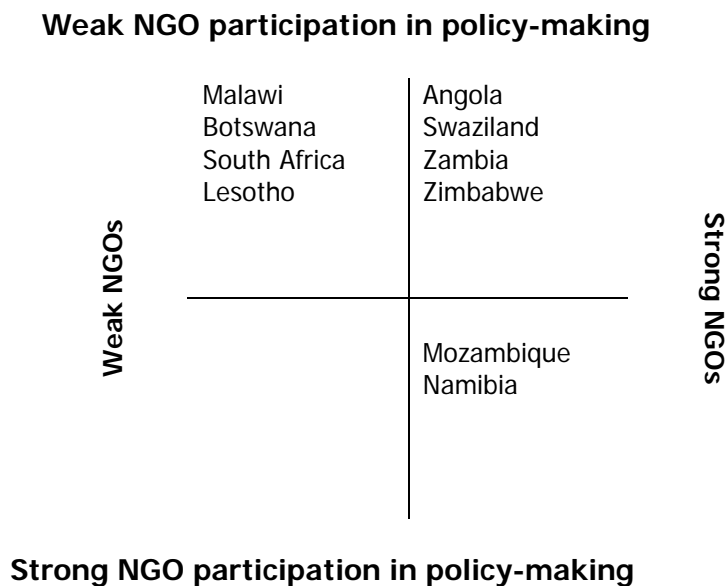 Weak NGO participation in policy-making
Malawi
Botswana
South Africa
Lesotho
Angola
Swaziland
Zambia
Zimbabwe
Weak NGOs
Strong NGOs
Mozambique
Namibia
Strong NGO participation in policy-making